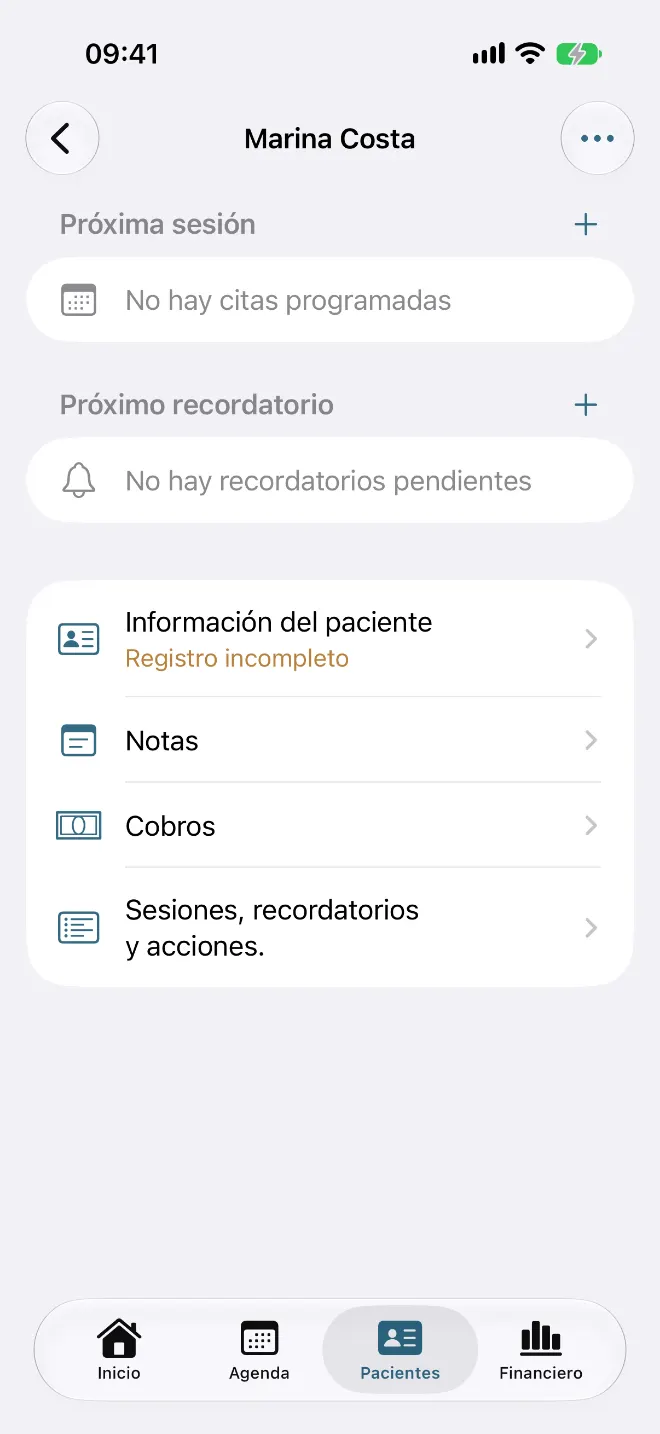 09:41
Marina Costa
Próxima sesión
No hay citas programadas
Próximo recordatorio
No hay recordatorios pendientes
Información del paciente
Registro incompleto
Notas
Cobros
Sesiones, recordatorios
y acciones.
Inicio
Agenda
Pacientes
Financiero